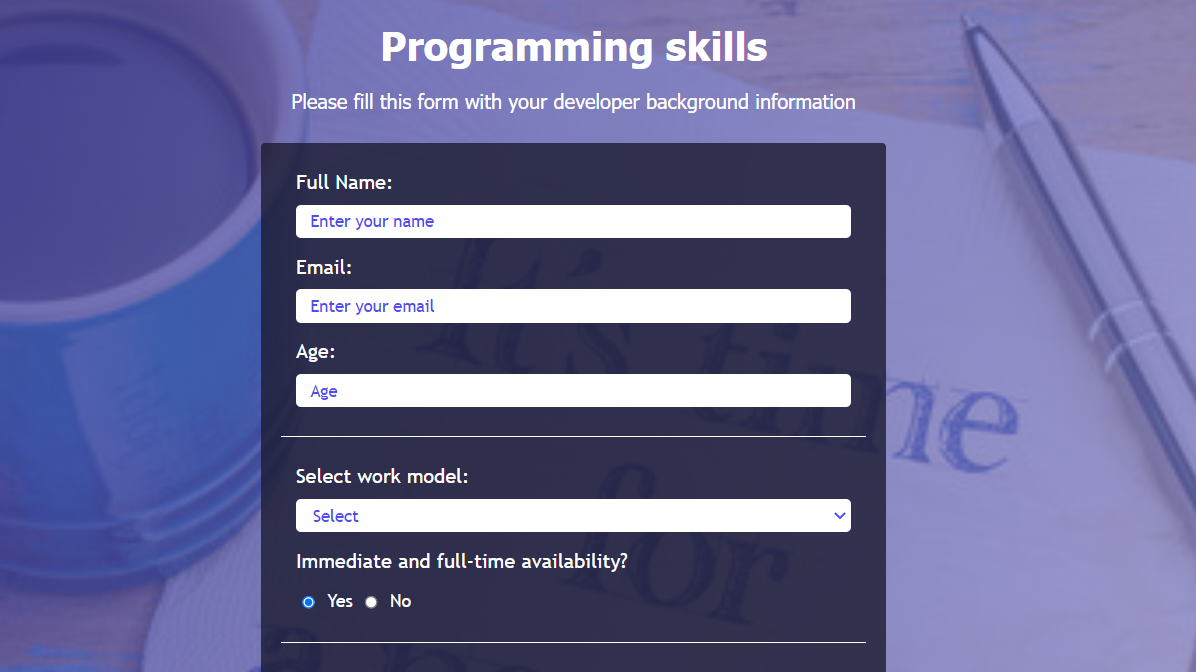 Programming skills
Please fill this form with your developer background information
Full Name:
Enter your name
Email:
Enter your email
Age:
Age
Select work model:
Select
Immediate and full-time availability?
Yes No
It's time
for
a